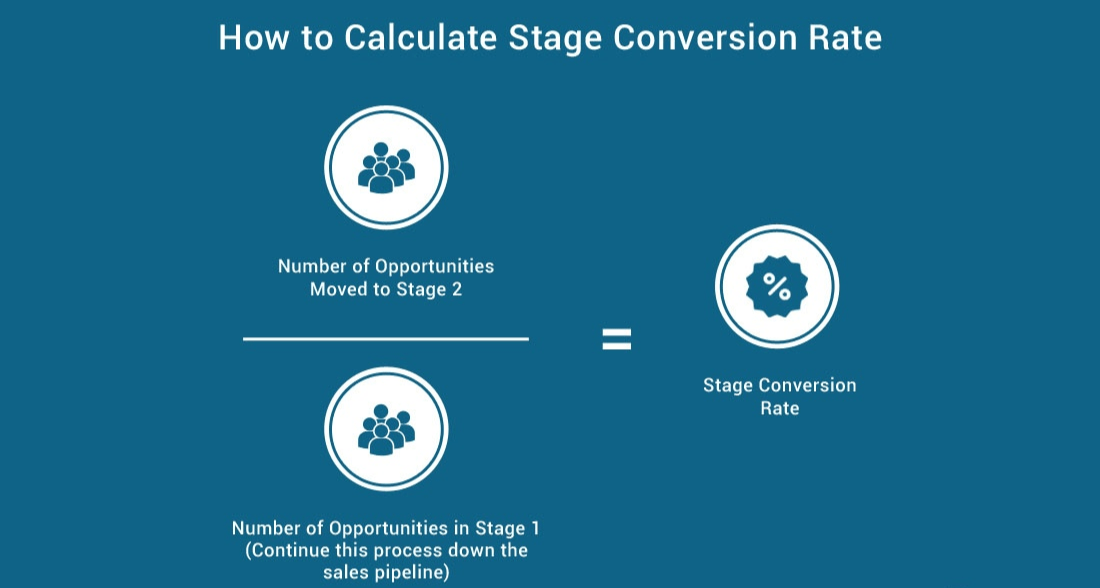 How to Calculate Stage Conversion Rate
Number of Opportunities
Moved to Stage 2
=
%
Stage Conversion
Rate
Number of Opportunities in Stage 1
(Continue this process down the
sales pipeline)